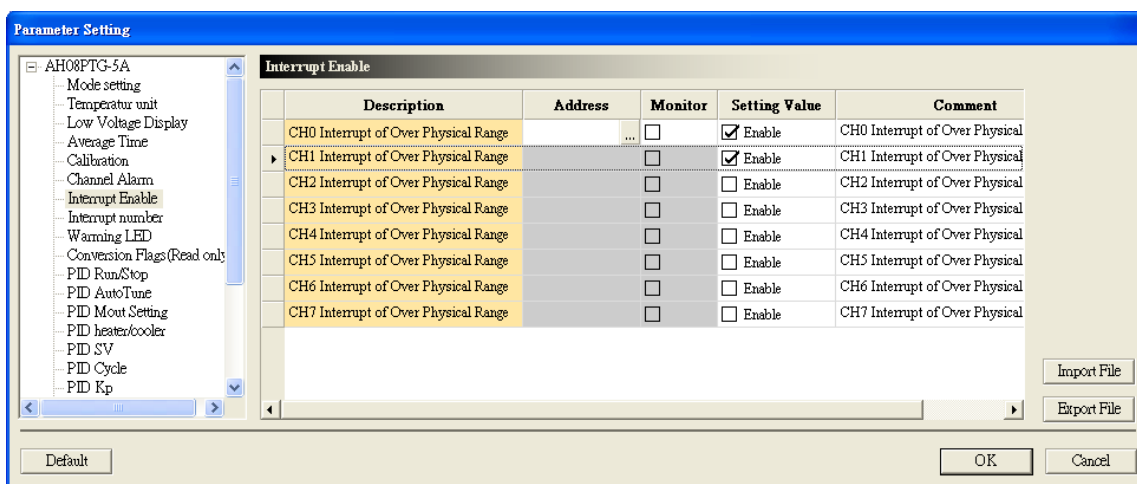 Parameter Setting
AH08PTG-5A
Mode setting
Temperatur unit
Low Voltage Display
Average Time
Calibration
Channel Alarm
Interrupt Enable
Interrupt number
Warming LED
Conversion Flags(Read only
PID Run/Stop
PID AutoTune
PID Mout Setting
PID heater/cooler
PID SV
PID Cycle
PID Kp
Interrupt Enable
Description Address Monitor Setting Value Comment
CH0 Interrupt of Over Physical Range ... Enable CH0 Interrupt of Over Physical
CH1 Interrupt of Over Physical Range Enable CH1 Interrupt of Over Physical
CH2 Interrupt of Over Physical Range Enable CH2 Interrupt of Over Physical
CH3 Interrupt of Over Physical Range Enable CH3 Interrupt of Over Physical
CH4 Interrupt of Over Physical Range Enable CH4 Interrupt of Over Physical
CH5 Interrupt of Over Physical Range Enable CH5 Interrupt of Over Physical
CH6 Interrupt of Over Physical Range Enable CH6 Interrupt of Over Physical
CH7 Interrupt of Over Physical Range Enable CH7 Interrupt of Over Physical
Import File
Export File
Default OK Cancel